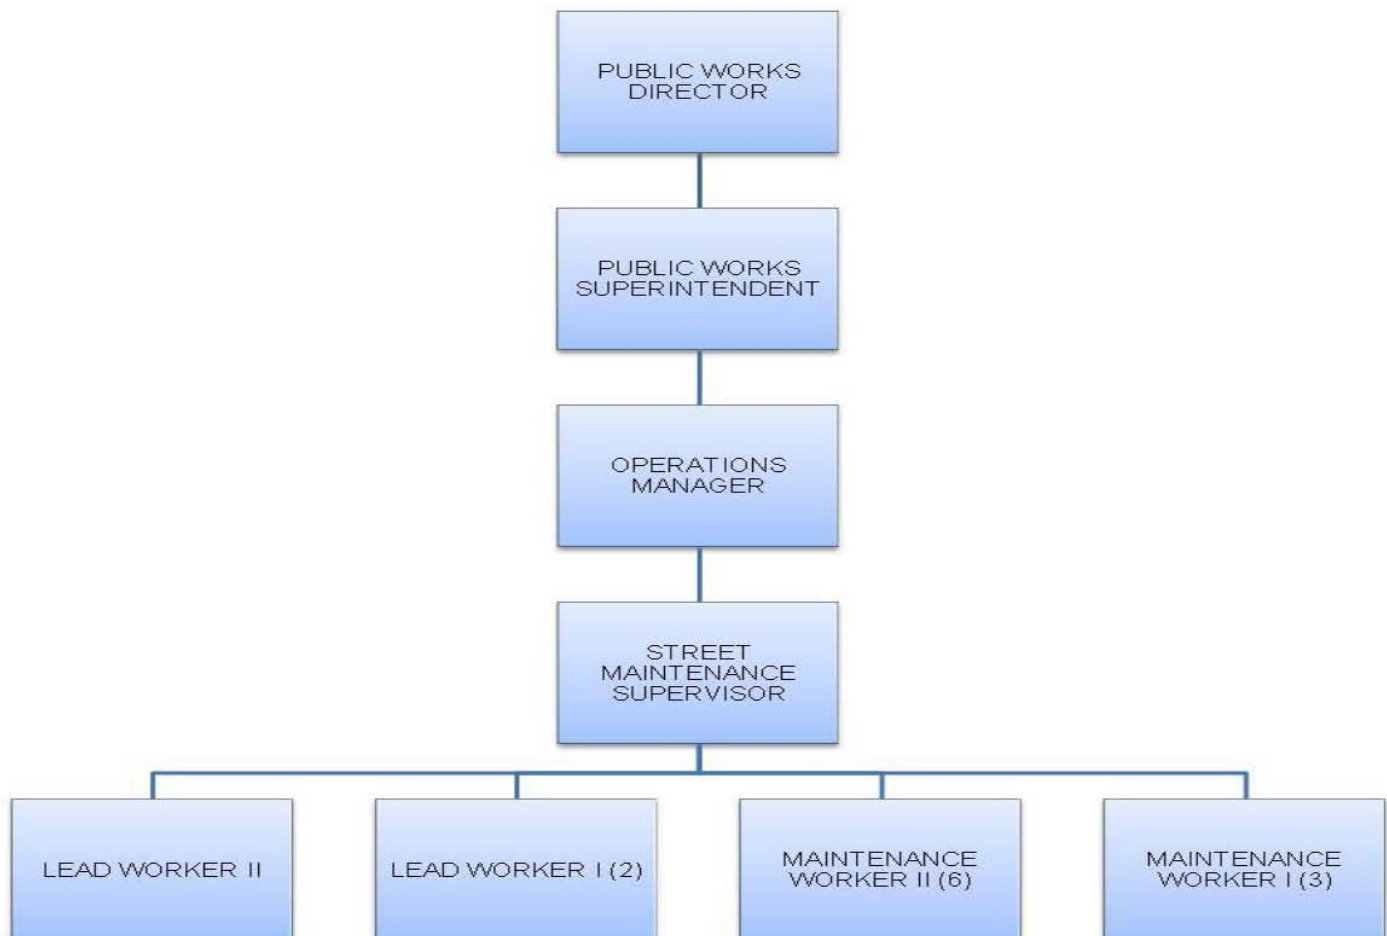 PUBLIC WORKS
DIRECTOR
PUBLIC WORKS
SUPERINTENDENT
OPERATIONS
MANAGER
STREET
MAINTENANCE
SUPERVISOR
LEAD WORKER II
LEAD WORKER I (2)
MAINTENANCE
WORKER II (6)
MAINTENANCE
WORKER I (3)